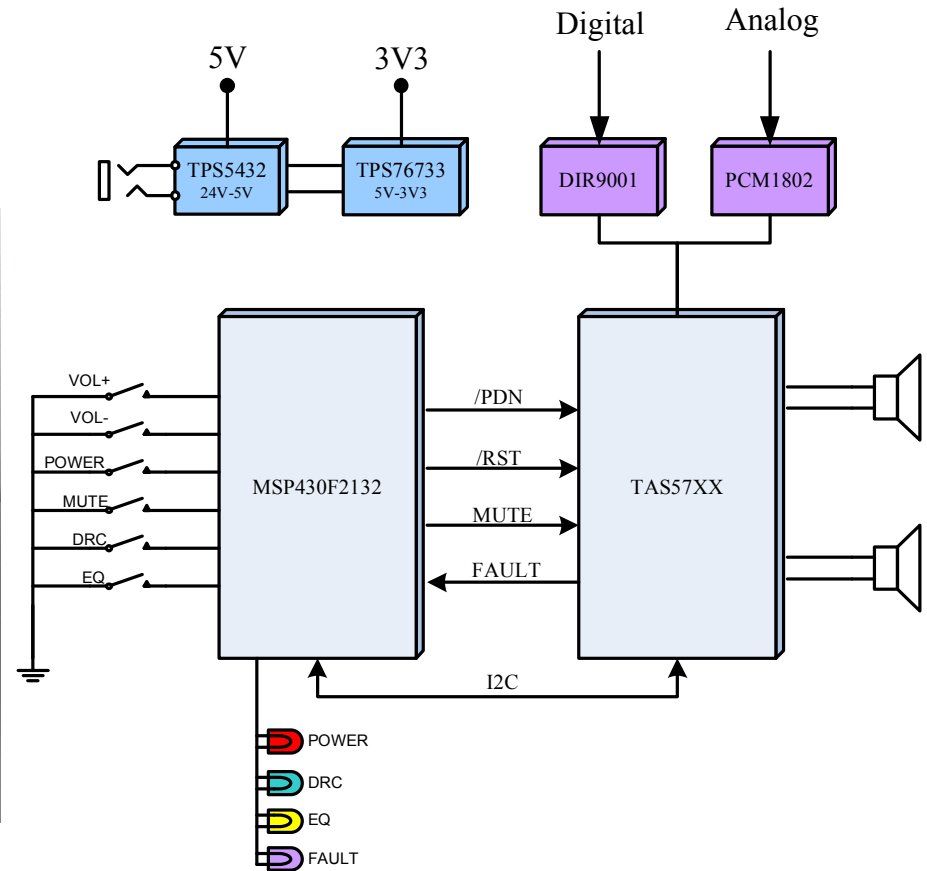 Digital
Analog
5V
3V3
TPS5432
24V-5V
TPS76733
5V-3V3
DIR9001
PCM1802
VOL+
VOL-
POWER
MUTE
DRC
EQ
MSP430F2132
/PDN
/RST
MUTE
FAULT
TAS57XX
I2C
POWER
DRC
EQ
FAULT